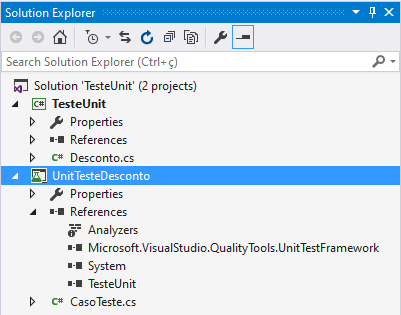 Solution Explorer
Search Solution Explorer (Ctrl+ç)
Solution 'TesteUnit' (2 projects)
C# TesteUnit
Properties
References
C# Desconto.cs
UnitTesteDesconto
Properties
References
Analyzers
Microsoft.VisualStudio.QualityTools.UnitTestFramework
System
TesteUnit
C# CasoTeste.cs